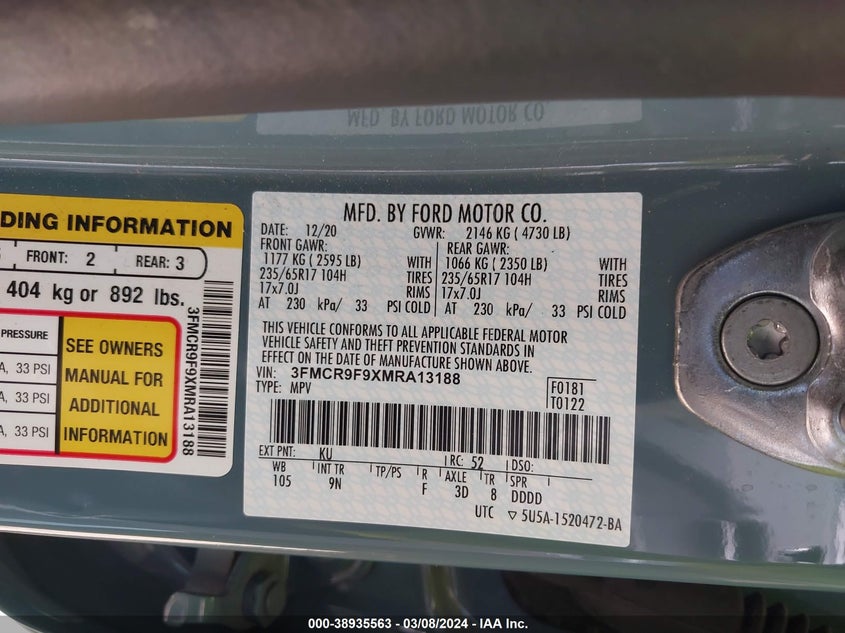 MFD. BY FORD MOTOR CO.
DING INFORMATION
FRONT: 2 REAR: 3
404 kg or 892 lbs.
PRESSURE
33 PSI
33 PSI
33 PSI
SEE OWNERS
MANUAL FOR
ADDITIONAL
INFORMATION
3FMCR9F9XMRA13188
MFD. BY FORD MOTOR CO.
DATE: 12/20 GVWR: 2146 KG ( 4730 LB)
FRONT GAWR: REAR GAWR:
1177 KG ( 2595 LB) WITH 1066 KG ( 2350 LB) WITH
235/65R17 104H TIRES 235/65R17 104H TIRES
17x7.0J RIMS 17x7.0J RIMS
AT 230 kPa/ 33 PSI COLD AT 230 kPa/ 33 PSI COLD
THIS VEHICLE CONFORMS TO ALL APPLICABLE FEDERAL MOTOR
VEHICLE SAFETY AND THEFT PREVENTION STANDARDS IN
EFFECT ON THE DATE OF MANUFACTURE SHOWN ABOVE.
VIN: 3FMCR9F9XMRA13188
TYPE: MPV
F0181
T0122
EXT PNT: KU RC: 52 DSO:
WB INT TR TP/PS R AXLE TR SPR
105 9N F 3D 8 DDDD
UTC ▽ 5U5A-1520472-BA
000-38935563 - 03/08/2024 - IAA Inc.